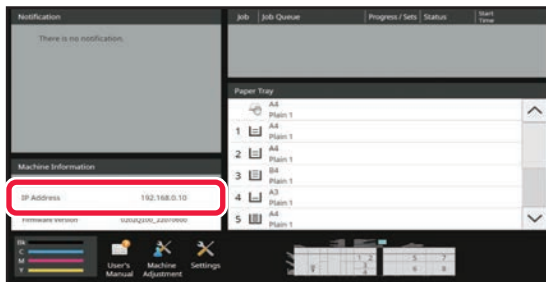 Notification
There is no notification.
Job Job Queue Progress / Sets Status Start Time
Paper Tray
A4
Plain 1
1 A4
Plain 1
2 A4
Plain 1
3 B4
Plain 1
4 A3
Plain 1
5 A4
Plain 1
Machine Information
IP Address 192.168.0.10
Firmware Version
Bk
C
M
Y
User's Manual
Machine Adjustment
Settings
1 2 5 7
3
4 6 8